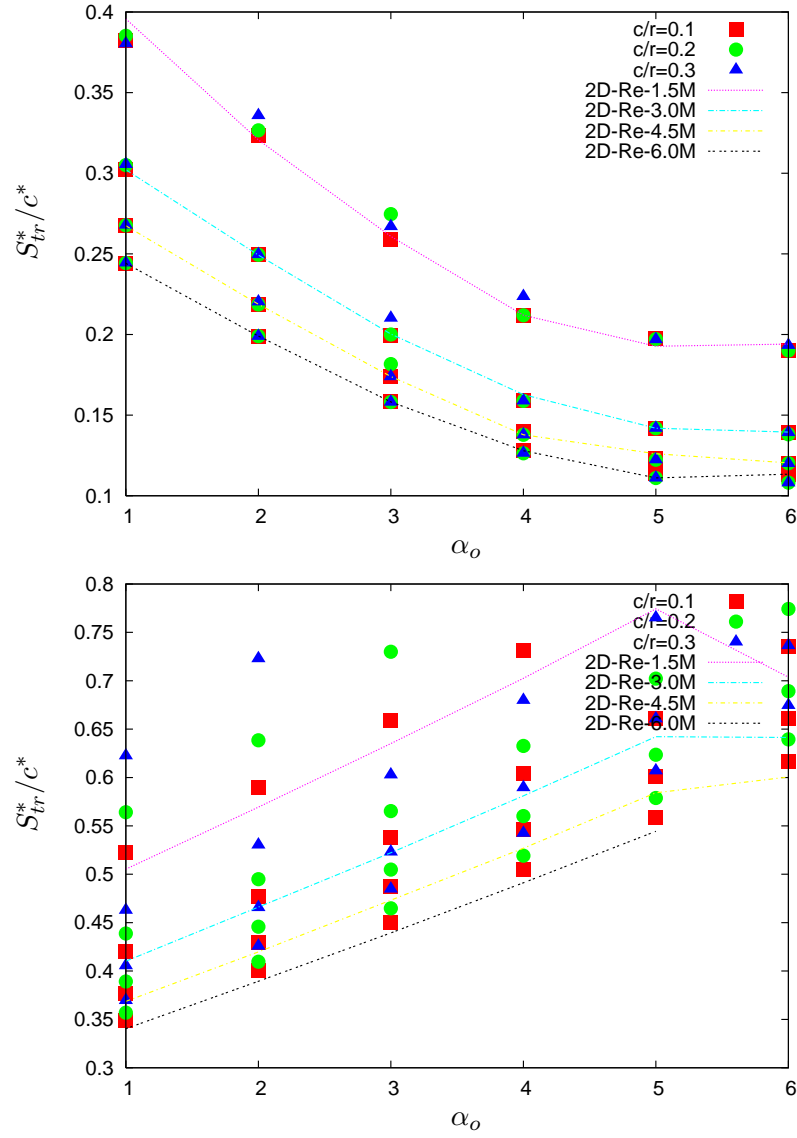 0.4
0.35
0.3
0.25
0.2
0.15
0.1
S*tr/c*
c/r=0.1
c/r=0.2
c/r=0.3
2D-Re-1.5M
2D-Re-3.0M
2D-Re-4.5M
2D-Re-6.0M
1 2 3 4 5 6
αo
0.8
0.75
0.7
0.65
0.6
0.55
0.5
0.45
0.4
0.35
0.3
S*tr/c*
c/r=0.1
c/r=0.2
c/r=0.3
2D-Re-1.5M
2D-Re-3.0M
2D-Re-4.5M
2D-Re-6.0M
1 2 3 4 5 6
αo